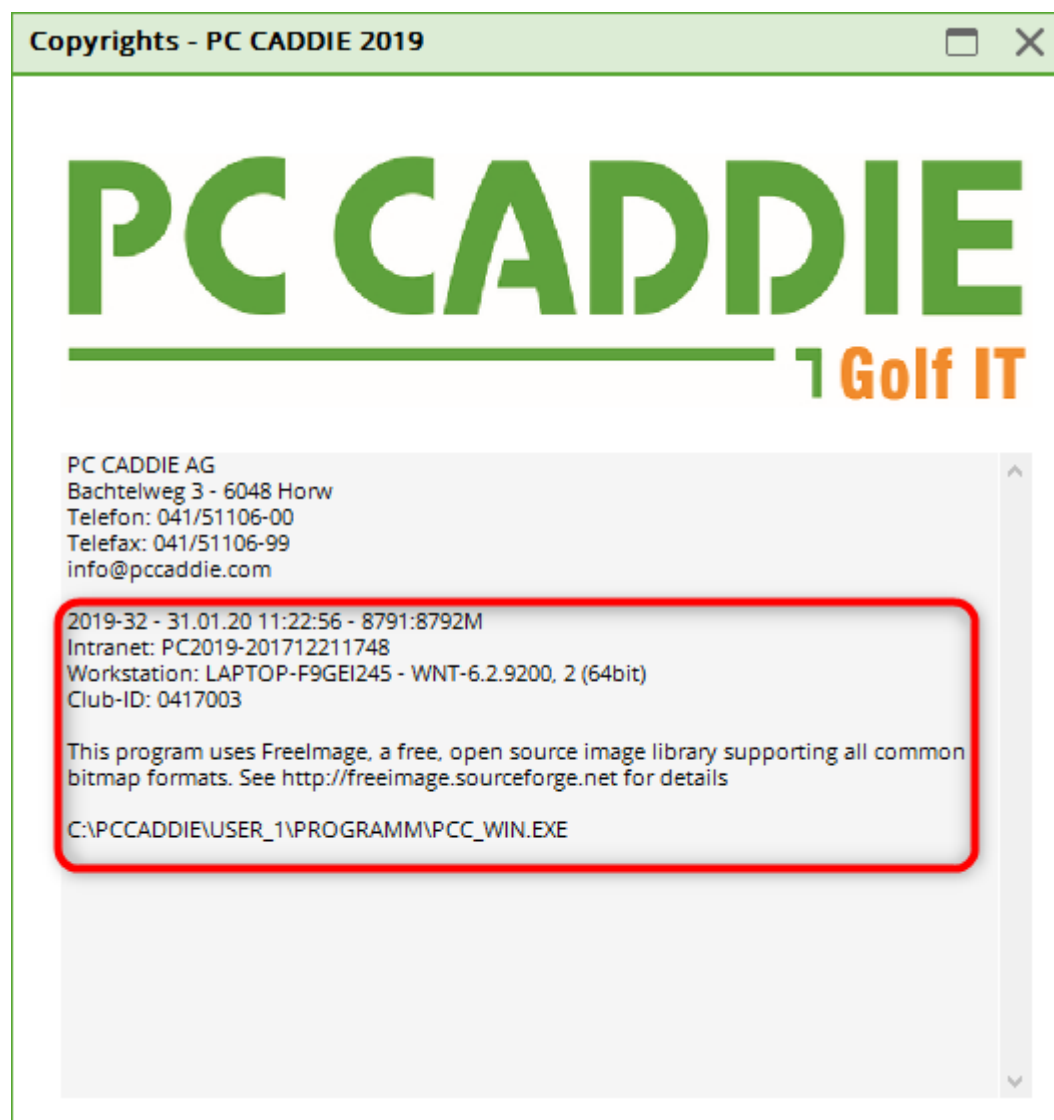 Copyrights - PC CADDIE 2019
PC CADDIE
Golf IT
PC CADDIE AG
Bachtelweg 3 - 6048 Horw
Telefon: 041/51106-00
Telefax: 041/51106-99
info@pccaddie.com
2019-32 - 31.01.20 11:22:56 - 8791:8792M
Intranet: PC2019-201712211748
Workstation: LAPTOP-F9GEI245 - WNT-6.2.9200, 2 (64bit)
Club-ID: 0417003
This program uses FreeImage, a free, open source image library supporting all common
bitmap formats. See http://freeimage.sourceforge.net for details
C:\PCCADDIE\USER_1\PROGRAMM\PCC_WIN.EXE